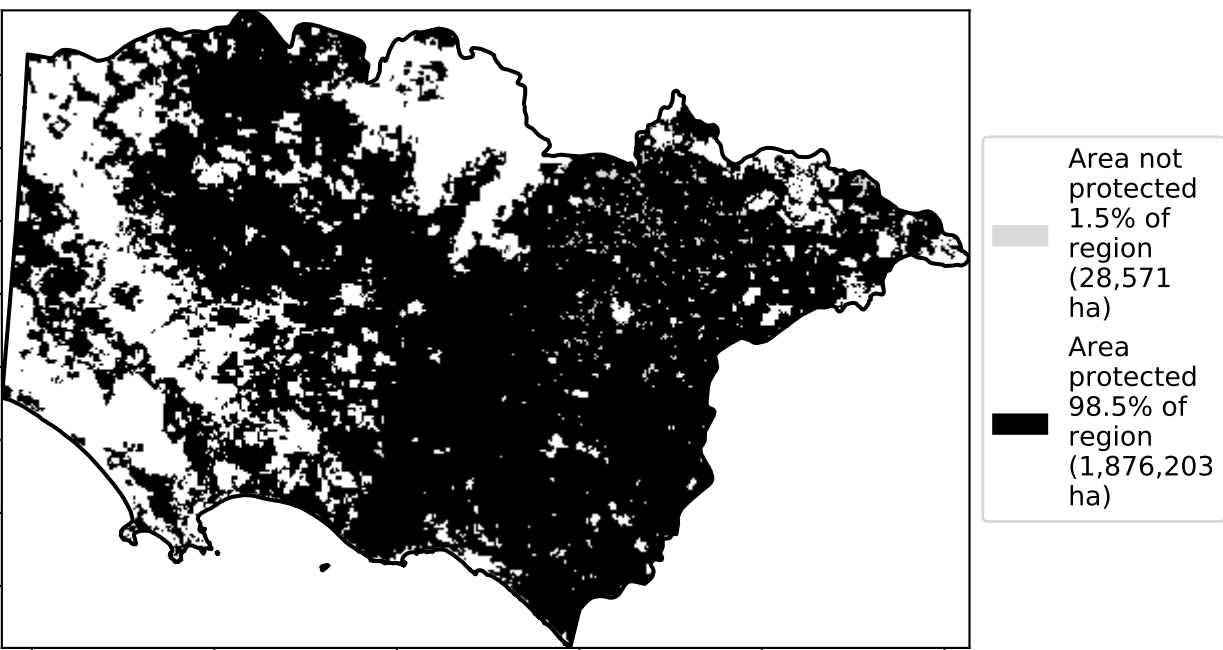 Area not
protected
1.5% of
region
(28,571
ha)
Area
protected
98.5% of
region
(1,876,203
ha)